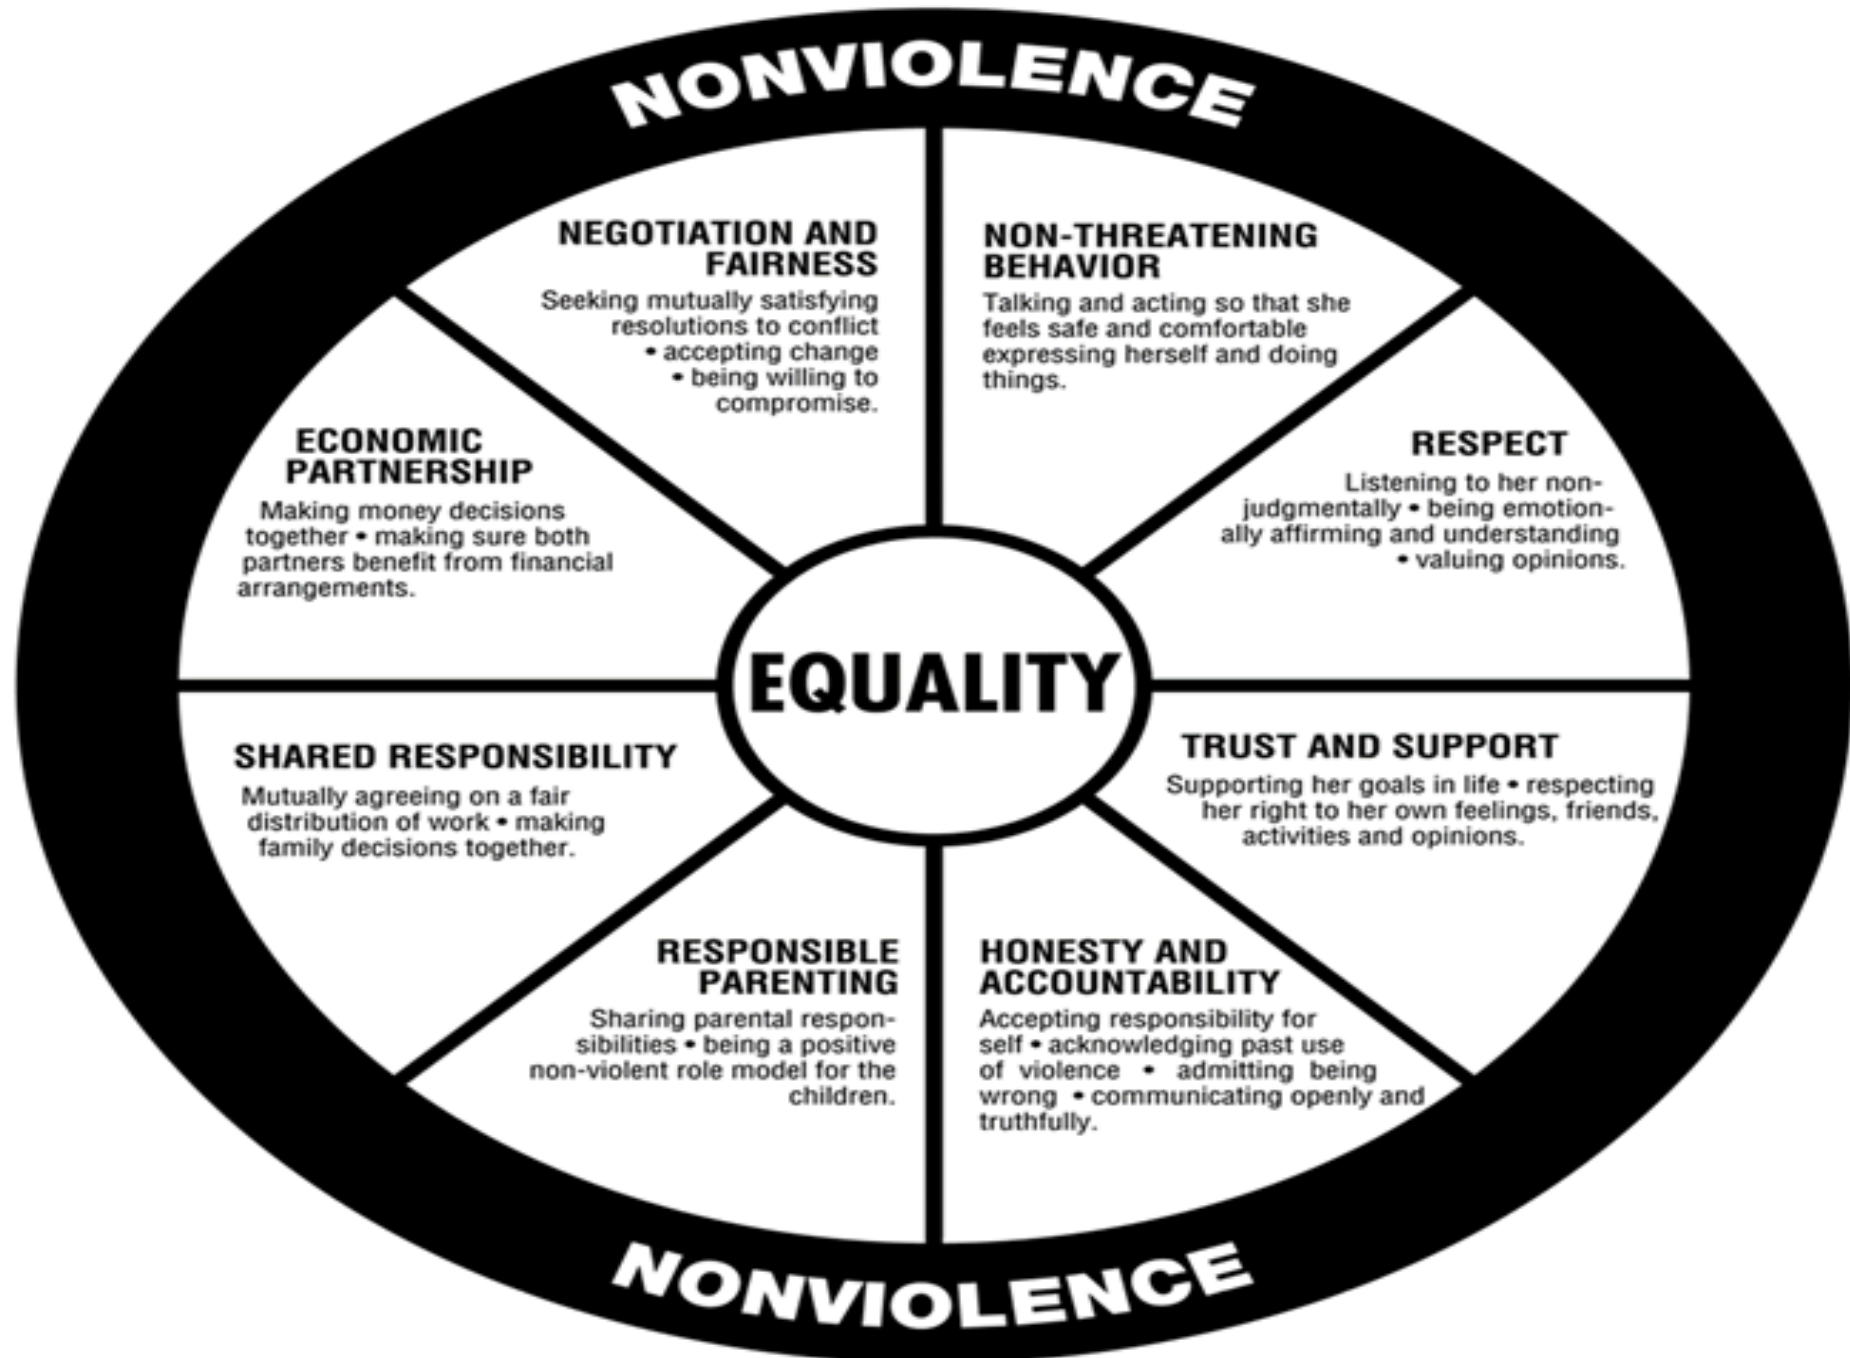 NONVIOLENCE
NEGOTIATION AND
FAIRNESS
Seeking mutually satisfying
resolutions to conflict
• accepting change
• being willing to
compromise.
NON-THREATENING
BEHAVIOR
Talking and acting so that she
feels safe and comfortable
expressing herself and doing
things.
ECONOMIC
PARTNERSHIP
Making money decisions
together • making sure both
partners benefit from financial
arrangements.
RESPECT
Listening to her non-
judgmentally • being emotion-
ally affirming and understanding
• valuing opinions.
EQUALITY
SHARED RESPONSIBILITY
Mutually agreeing on a fair
distribution of work • making
family decisions together.
TRUST AND SUPPORT
Supporting her goals in life • respecting
her right to her own feelings, friends,
activities and opinions.
RESPONSIBLE
PARENTING
Sharing parental respon-
sibilities • being a positive
non-violent role model for the
children.
HONESTY AND
ACCOUNTABILITY
Accepting responsibility for
self • acknowledging past use
of violence • admitting being
wrong • communicating openly and
truthfully.
NONVIOLENCE